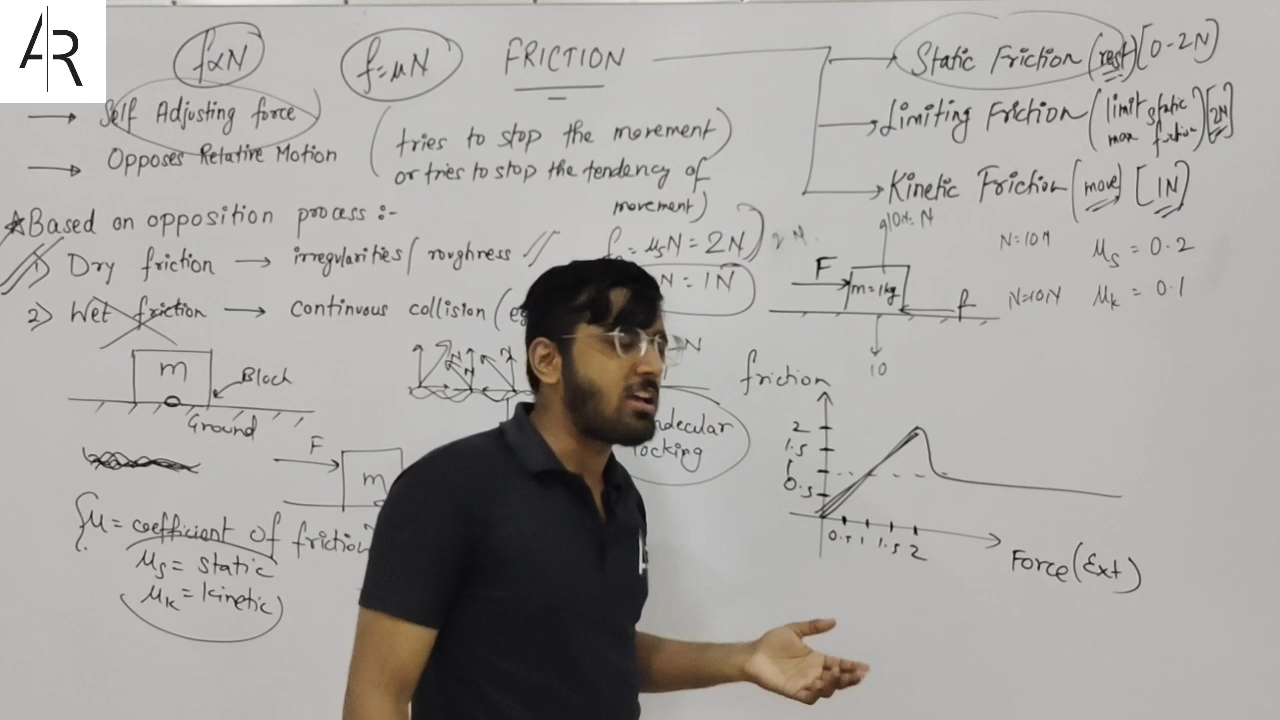 AR
f∝N
f=μN
FRICTION
→ Self Adjusting force
→ Opposes Relative Motion
(tries to stop the movement
or tries to stop the tendency of
movement)
→ Static Friction (rest) [0-2N]
→ Limiting Friction (limit static
max friction) [2N]
→ Kinetic Friction (move) [1N]
★Based on opposition process :-
1) Dry friction → irregularities/ roughness //
2) Wet friction → continuous collision (
= μsN = 2N
N = 1N
10N = N
N=10N
μs = 0.2
F
m=1kg
f
N=10N
μk = 0.1
10
m
Block
Ground
F
m
N
locking
{μ = coefficient of friction
μs = static
μk = kinetic
friction
2
1.5
1
0.5
0.5 1 1.5 2
Force(Ext)